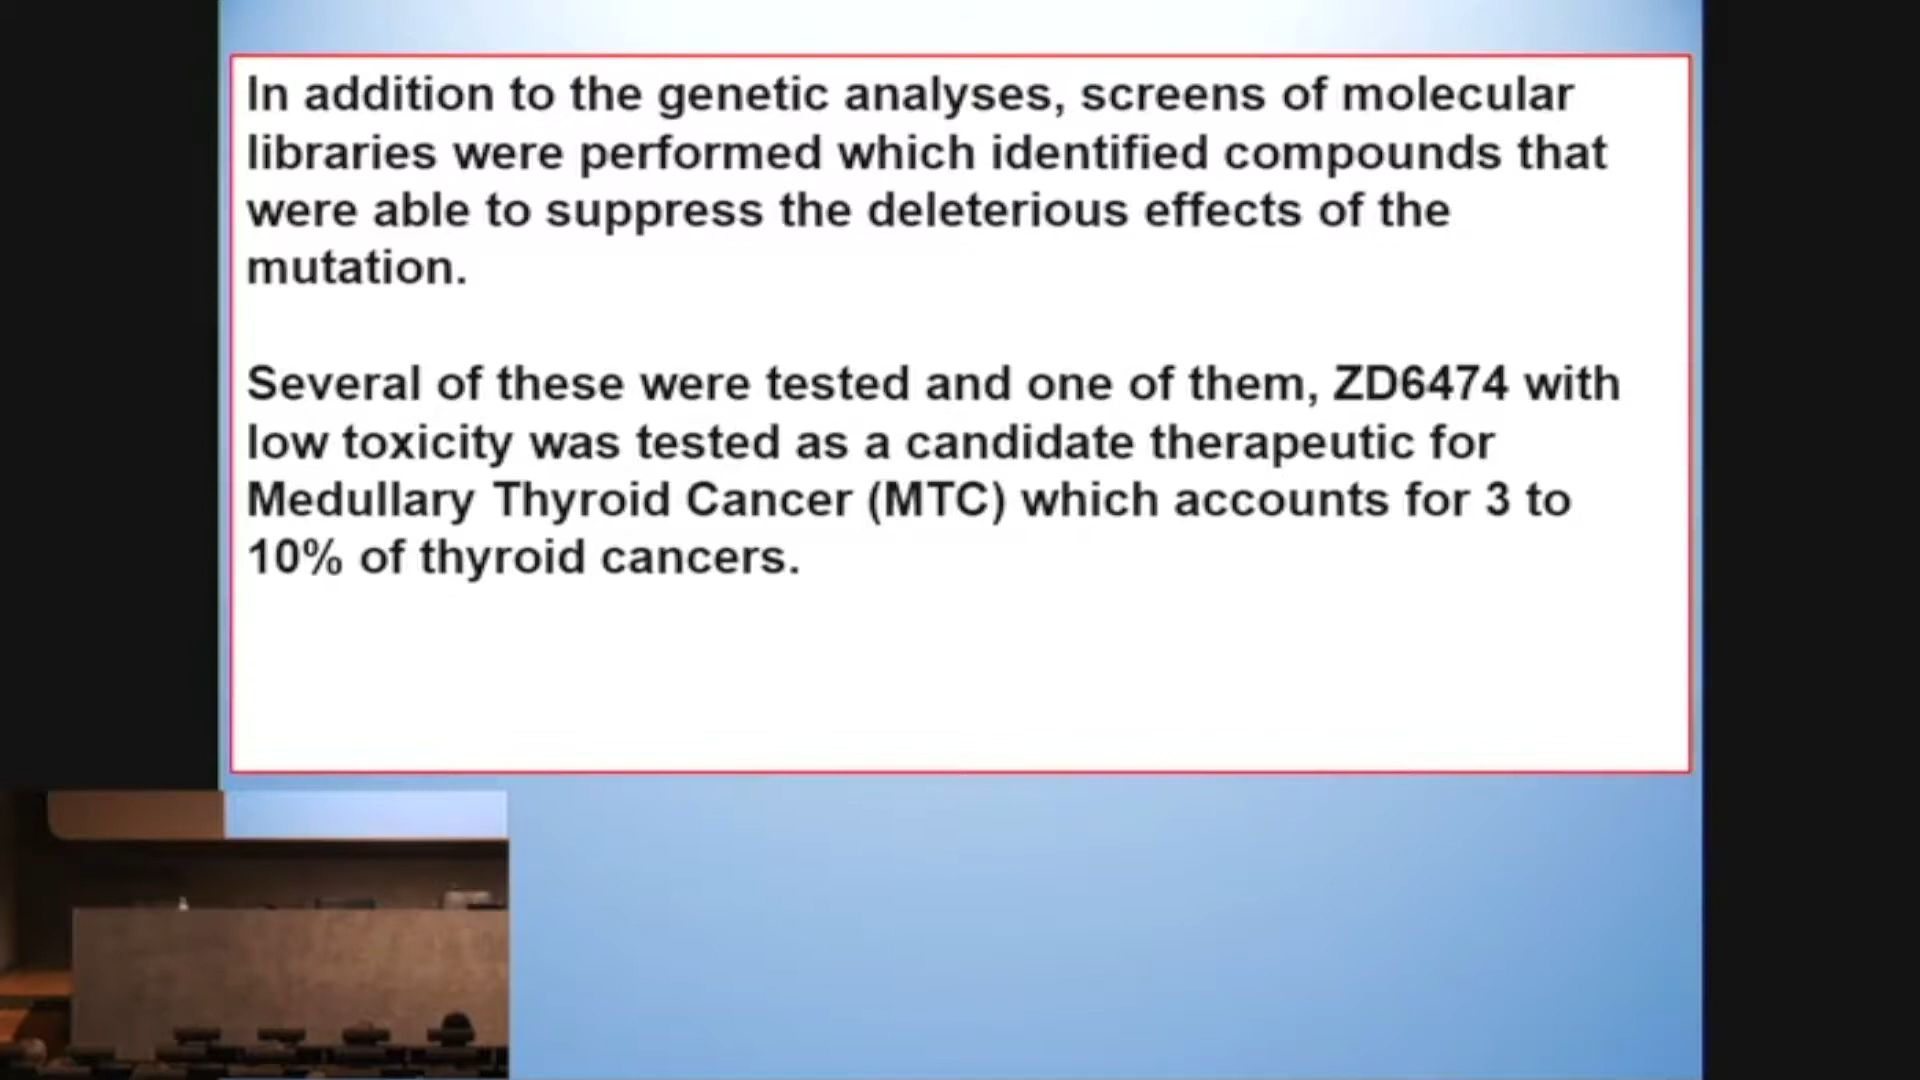 In addition to the genetic analyses, screens of molecular
libraries were performed which identified compounds that
were able to suppress the deleterious effects of the
mutation.
Several of these were tested and one of them, ZD6474 with
low toxicity was tested as a candidate therapeutic for
Medullary Thyroid Cancer (MTC) which accounts for 3 to
10% of thyroid cancers.